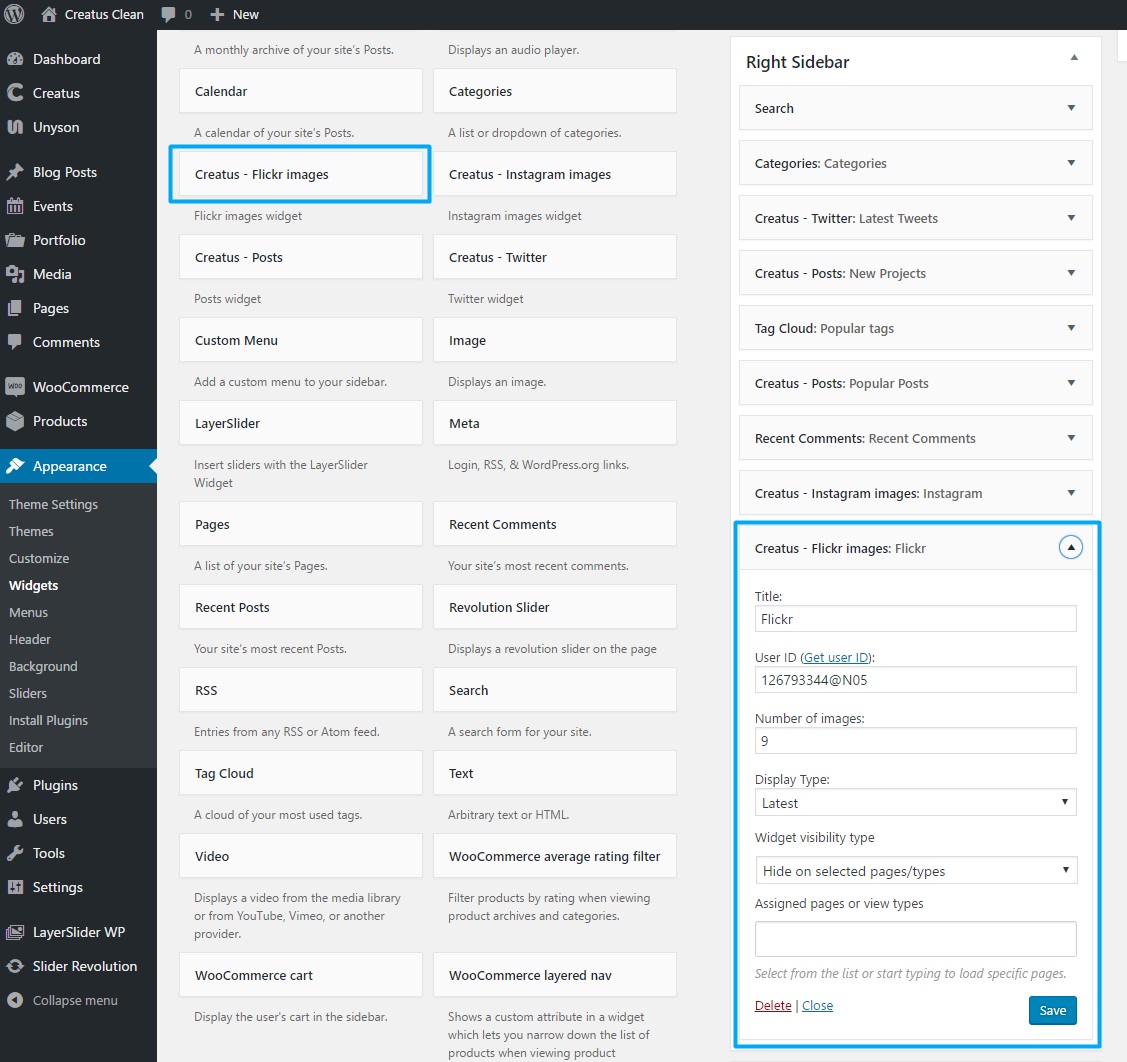 Creatus Clean
0
New
Dashboard
Creatus
Unyson
Blog Posts
Events
Portfolio
Media
Pages
Comments
WOO
WooCommerce
Products
Appearance
Theme Settings
Themes
Customize
Widgets
Menus
Header
Background
Sliders
Install Plugins
Editor
Plugins
Users
Tools
Settings
LayerSlider WP
Slider Revolution
Collapse menu
A monthly archive of your site's Posts.
Displays an audio player.
Calendar
Categories
A calendar of your site's Posts.
A list or dropdown of categories.
Creatus - Flickr images
Creatus - Instagram images
Flickr images widget
Instagram images widget
Creatus - Posts
Creatus - Twitter
Posts widget
Twitter widget
Custom Menu
Image
Add a custom menu to your sidebar.
Displays an image.
LayerSlider
Meta
Insert sliders with the LayerSlider
Widget
Login, RSS, & WordPress.org links.
Pages
Recent Comments
A list of your site's Pages.
Your site's most recent comments.
Recent Posts
Revolution Slider
Your site's most recent Posts.
Displays a revolution slider on the page
RSS
Search
Entries from any RSS or Atom feed.
A search form for your site.
Tag Cloud
Text
A cloud of your most used tags.
Arbitrary text or HTML.
Video
WooCommerce average rating filter
Displays a video from the media library
or from YouTube, Vimeo, or another
provider.
Filter products by rating when viewing
product archives and categories.
WooCommerce cart
WooCommerce layered nav
Display the user's cart in the sidebar.
Shows a custom attribute in a widget
which lets you narrow down the list of
products when viewing product
Right Sidebar
Search
Categories: Categories
Creatus - Twitter: Latest Tweets
Creatus - Posts: New Projects
Tag Cloud: Popular tags
Creatus - Posts: Popular Posts
Recent Comments: Recent Comments
Creatus - Instagram images: Instagram
Creatus - Flickr images: Flickr
Title:
Flickr
User ID (Get user ID):
126793344@N05
Number of images:
9
Display Type:
Latest
Widget visibility type
Hide on selected pages/types
Assigned pages or view types
Select from the list or start typing to load specific pages.
Delete | Close
Save